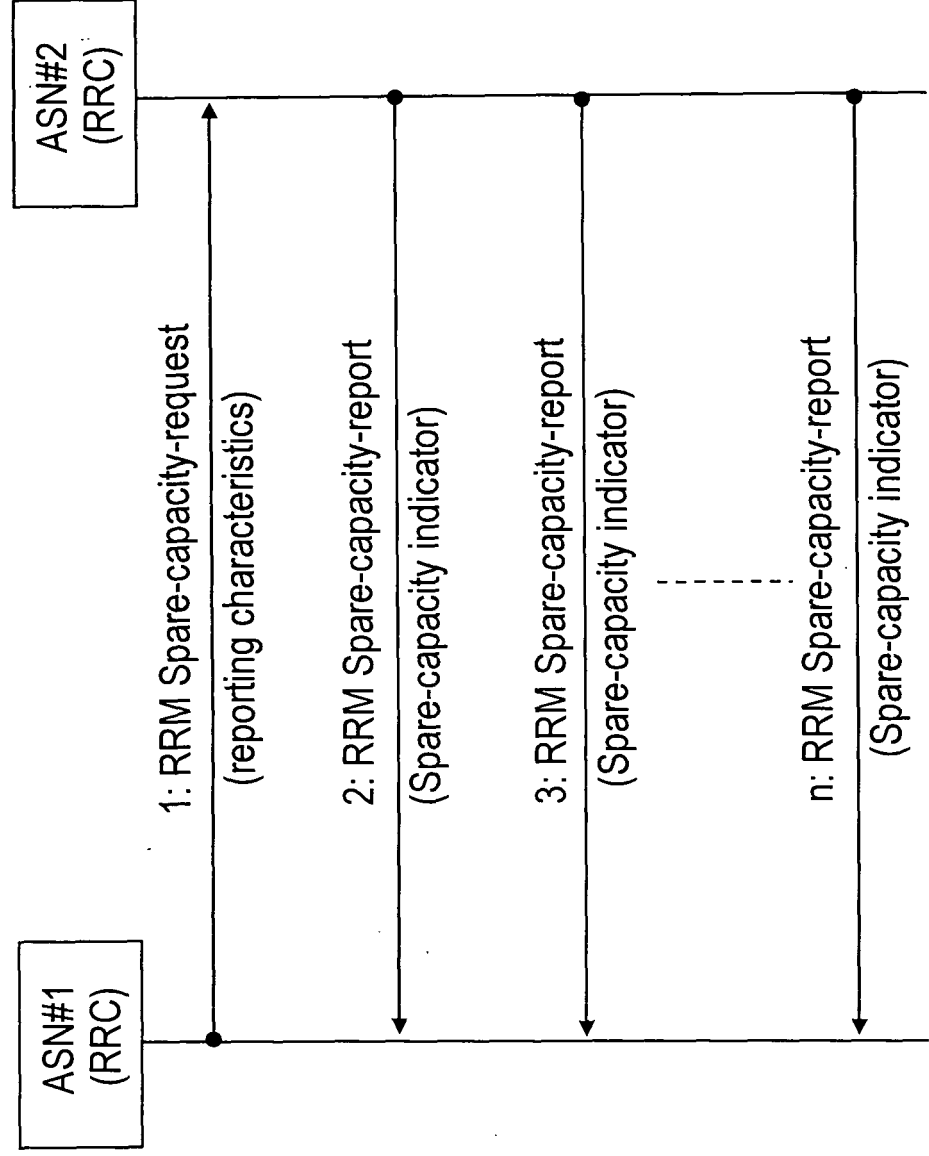 ASN#1
(RRC)
ASN#2
(RRC)
1: RRM Spare-capacity-request
(reporting characteristics)
2: RRM Spare-capacity-report
(Spare-capacity indicator)
3: RRM Spare-capacity-report
(Spare-capacity indicator)
n: RRM Spare-capacity-report
(Spare-capacity indicator)